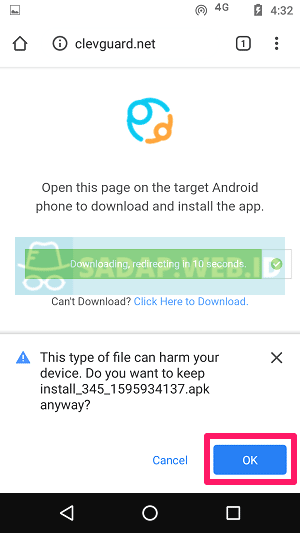 4G
4:32
clevguard.net
1
Open this page on the target Android
phone to download and install the app.
Downloading, redirecting in 10 seconds.
SADAP.WEB.ID
Can't Download? Click Here to Download.
This type of file can harm your
device. Do you want to keep
install_345_1595934137.apk
anyway?
Cancel
OK